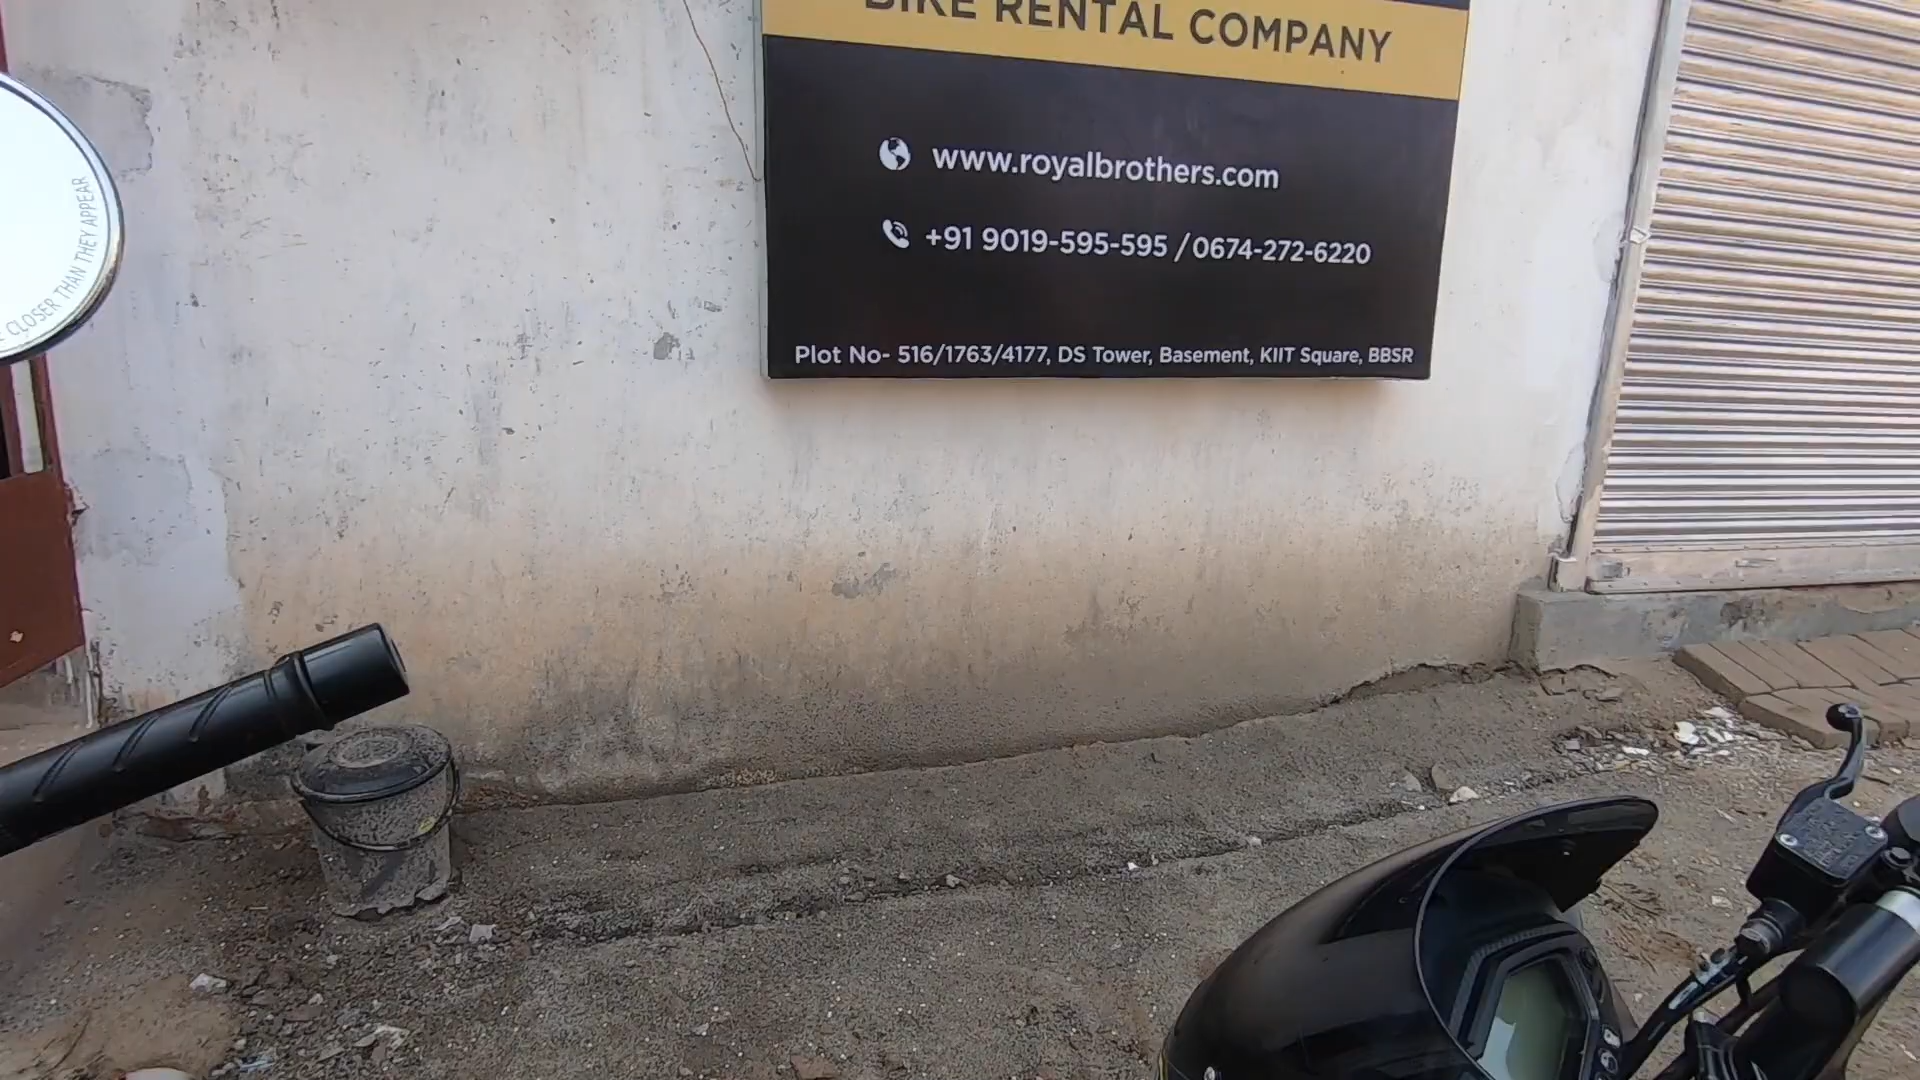 BIKE RENTAL COMPANY
www.royalbrothers.com
+91 9019-595-595 / 0674-272-6220
Plot No- 516/1763/4177, DS Tower, Basement, KIIT Square, BBSR
CLOSER THAN THEY APPEAR